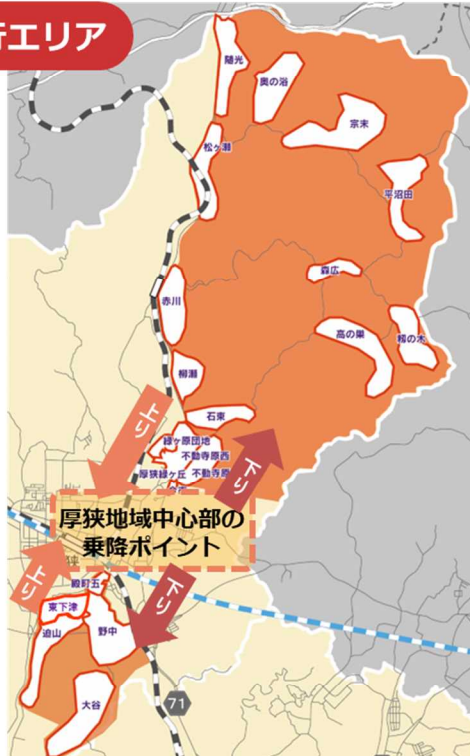 行エリア
随光
奥の浴
宗末
松ヶ瀬
平沼田
森広
赤川
高の巣
籾の木
柳瀬
石束
上り
緑ヶ原団地
不動寺原西
厚狭緑ヶ丘
不動寺原
下り
厚狭地域中心部の
乗降ポイント
狭
上り
殿町五
下り
東下津
迫山
野中
大谷
71